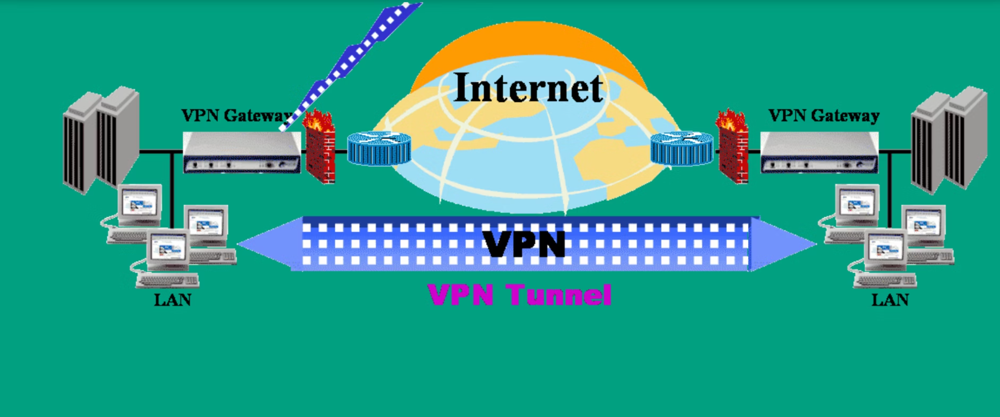 Internet
VPN Gateway
VPN Gateway
VPN
VPN Tunnel
LAN
LAN